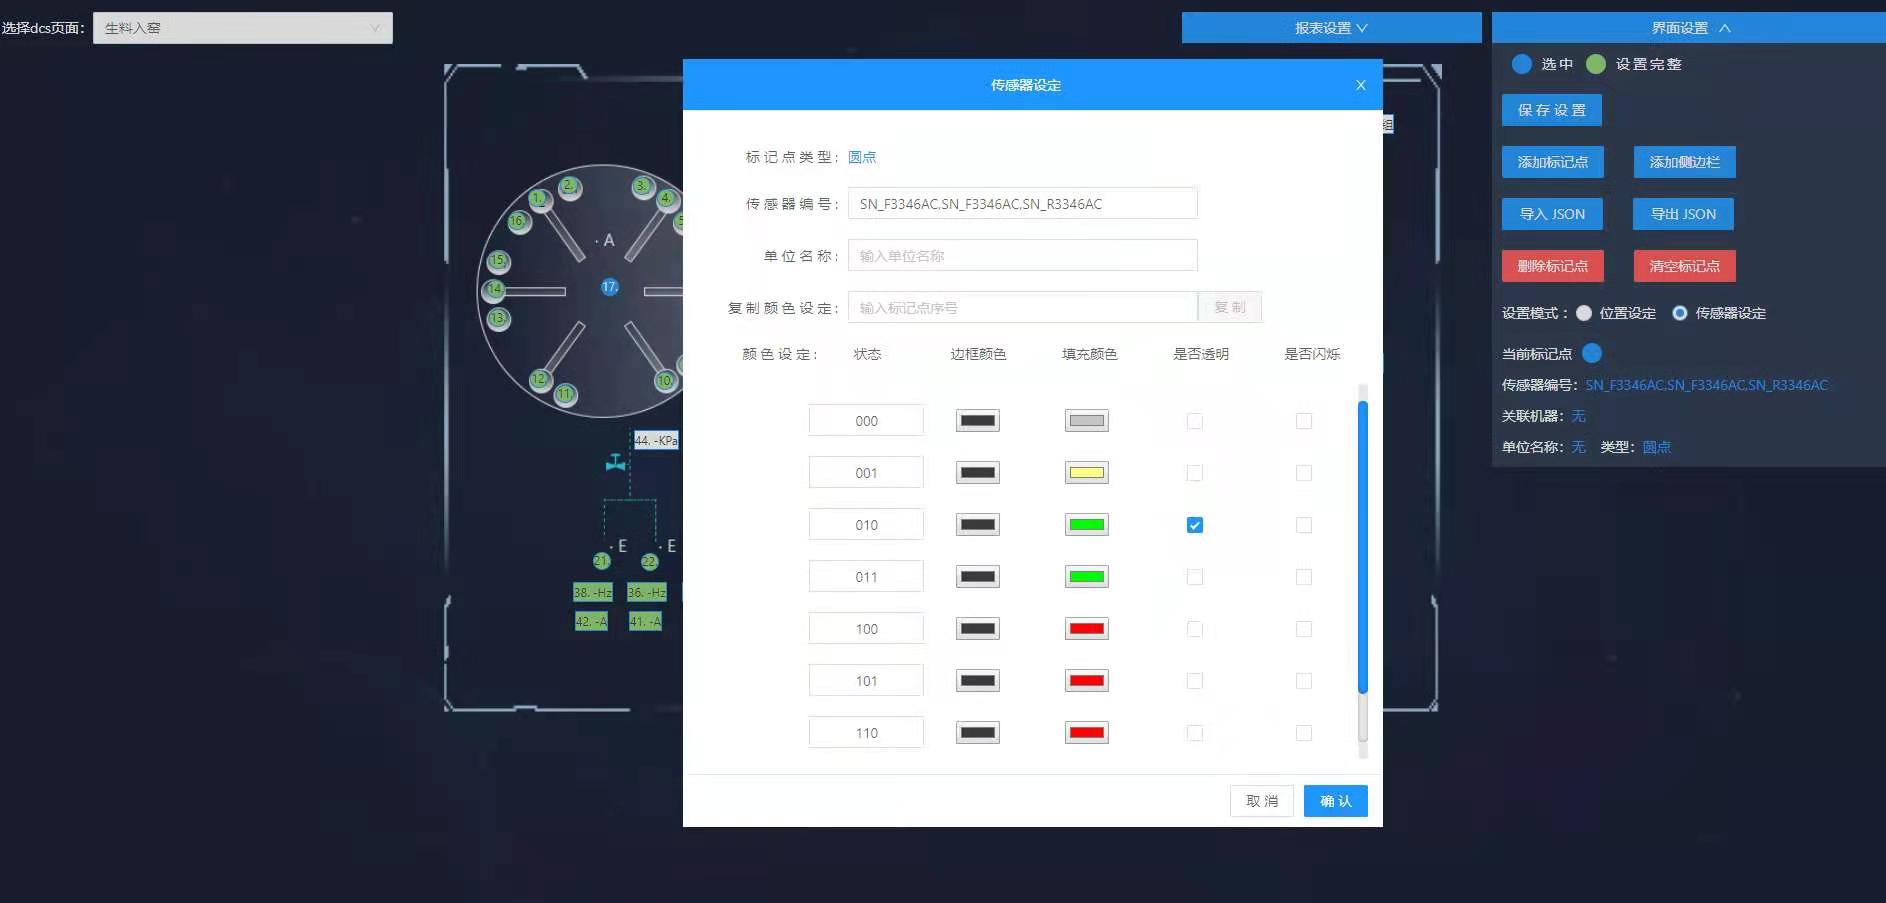 选择dcs页面：
生料入窑
报表设置
界面设置
选中 设置完整
保存设置
添加标记点 添加侧边栏
导入 JSON 导出 JSON
删除标记点 清空标记点
设置模式： 位置设定 传感器设定
当前标记点
传感器编号：SN_F3346AC,SN_F3346AC,SN_R3346AC
关联机器：无
单位名称：无 类型：圆点
组
1.
2.
3.
4.
16.
15.
14.
13.
12.
11.
10.
17.
· A
44. -KPa
· E
· E
21.
22.
38. -Hz
36. -Hz
42. -A
41. -A
传感器设定
X
标记点类型：圆点
传感器编号：SN_F3346AC,SN_F3346AC,SN_R3346AC
单位名称：输入单位名称
复制颜色设定：输入标记点序号 复制
颜色设定： 状态 边框颜色 填充颜色 是否透明 是否闪烁
000
001
010
011
100
101
110
取消 确认